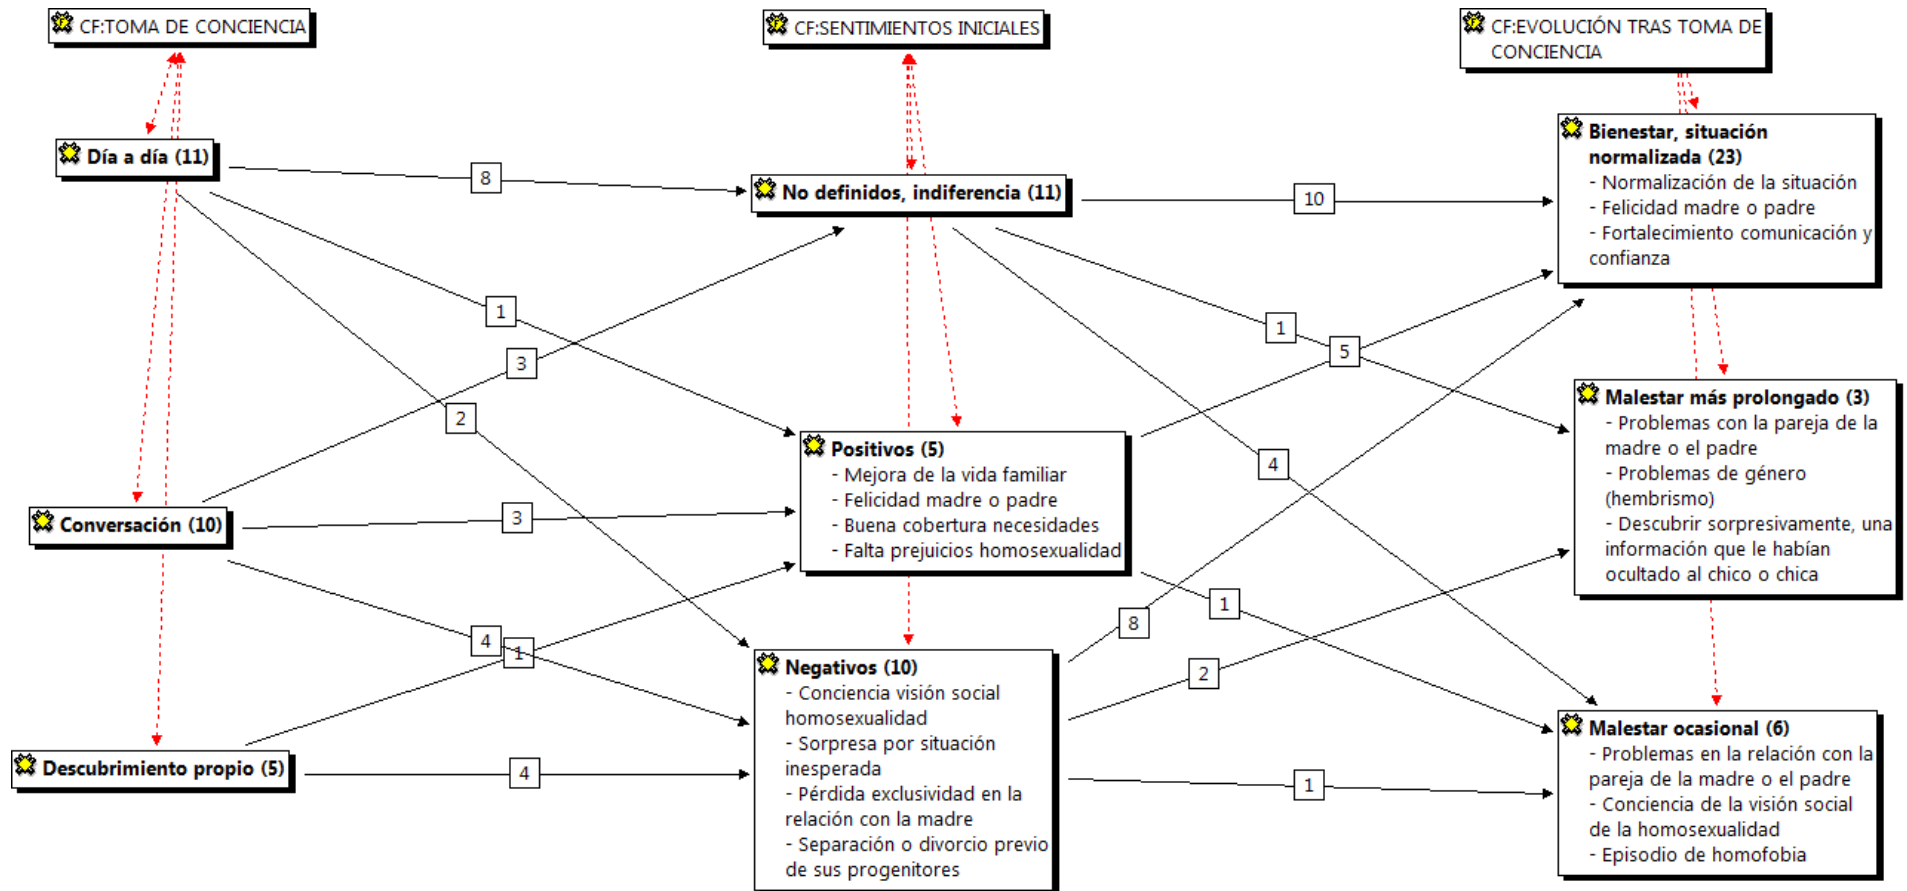 CF:TOMA DE CONCIENCIA
CF:SENTIMIENTOS INICIALES
CF:EVOLUCIÓN TRAS TOMA DE
CONCIENCIA
Día a día (11)
Conversación (10)
Descubrimiento propio (5)
8
1
3
2
3
4
1
4
No definidos, indiferencia (11)
Positivos (5)
- Mejora de la vida familiar
- Felicidad madre o padre
- Buena cobertura necesidades
- Falta prejuicios homosexualidad
Negativos (10)
- Conciencia visión social
homosexualidad
- Sorpresa por situación
inesperada
- Pérdida exclusividad en la
relación con la madre
- Separación o divorcio previo
de sus progenitores
10
1
5
4
1
8
2
1
Bienestar, situación
normalizada (23)
- Normalización de la situación
- Felicidad madre o padre
- Fortalecimiento comunicación y
confianza
Malestar más prolongado (3)
- Problemas con la pareja de la
madre o el padre
- Problemas de género
(hembrismo)
- Descubrir sorpresivamente, una
información que le habían
ocultado al chico o chica
Malestar ocasional (6)
- Problemas en la relación con la
pareja de la madre o el padre
- Conciencia de la visión social
de la homosexualidad
- Episodio de homofobia